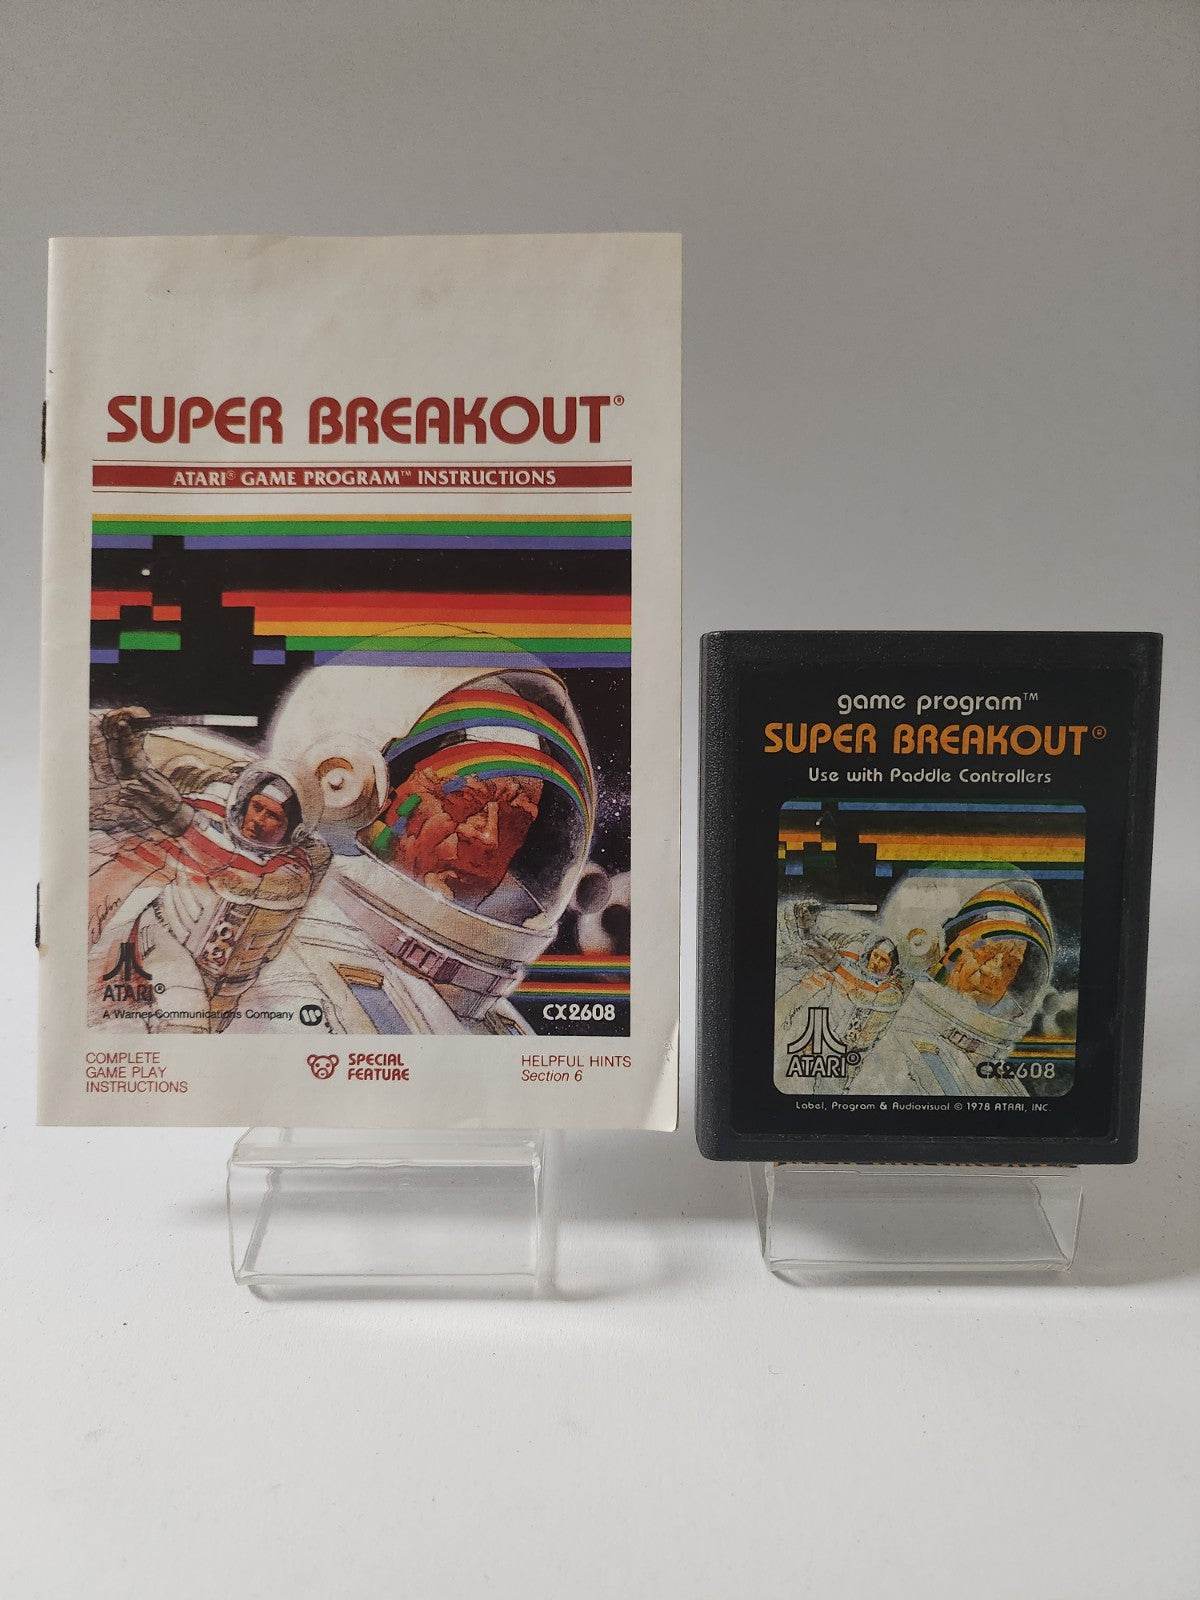 SUPER BREAKOUT®
ATARI® GAME PROGRAM™ INSTRUCTIONS
ATARI®
A Warner Communications Company
CX2608
COMPLETE
GAME PLAY
INSTRUCTIONS
SPECIAL
FEATURE
HELPFUL HINTS
Section 6
game program™
SUPER BREAKOUT®
Use with Paddle Controllers
ATARI®
CX2608
Label, Program & Audiovisual © 1978 ATARI, INC.